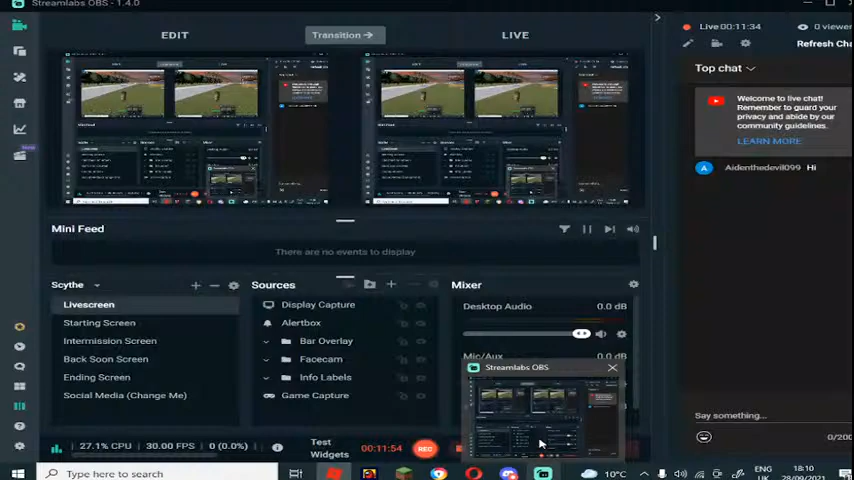 Streamlabs OBS - 1.4.0
EDIT
Transition
LIVE
Live 00:11:34
0 viewer
Refresh Cha
Top chat
Welcome to live chat!
Remember to guard your
privacy and abide by our
community guidelines.
LEARN MORE
Aidenthedevil099 Hi
New
Mini Feed
There are no events to display
Scythe
Sources
Mixer
Livescreen
Starting Screen
Intermission Screen
Back Soon Screen
Ending Screen
Social Media (Change Me)
Display Capture
Alertbox
Bar Overlay
Facecam
Info Labels
Game Capture
Desktop Audio
0.0 dB
Mic/Aux
Streamlabs OBS
Say something...
0/200
27.1% CPU
30.00 FPS
0 (0.0%)
Test
Widgets
00:11:54
REC
Type here to search
10°C
ENG
UK
18:10
28/09/2021